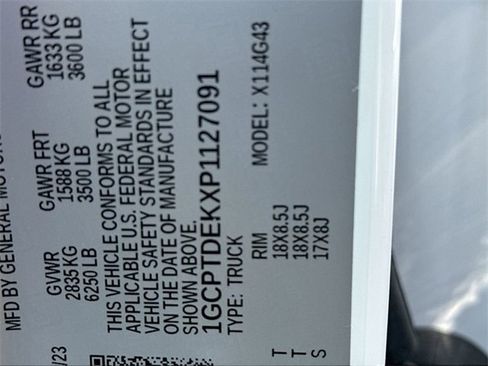 MFD BY GENERAL MOTORS
GVWR GAWR FRT GAWR RR
2835 KG 1588 KG 1633 KG
6250 LB 3500 LB 3600 LB
THIS VEHICLE CONFORMS TO ALL
APPLICABLE U.S. FEDERAL MOTOR
VEHICLE SAFETY STANDARDS IN EFFECT
/23 ON THE DATE OF MANUFACTURE
SHOWN ABOVE.
1GCPTDEKXP1127091
TYPE: TRUCK MODEL: X114G43
RIM
T 18X8.5J
T 18X8.5J
S 17X8J